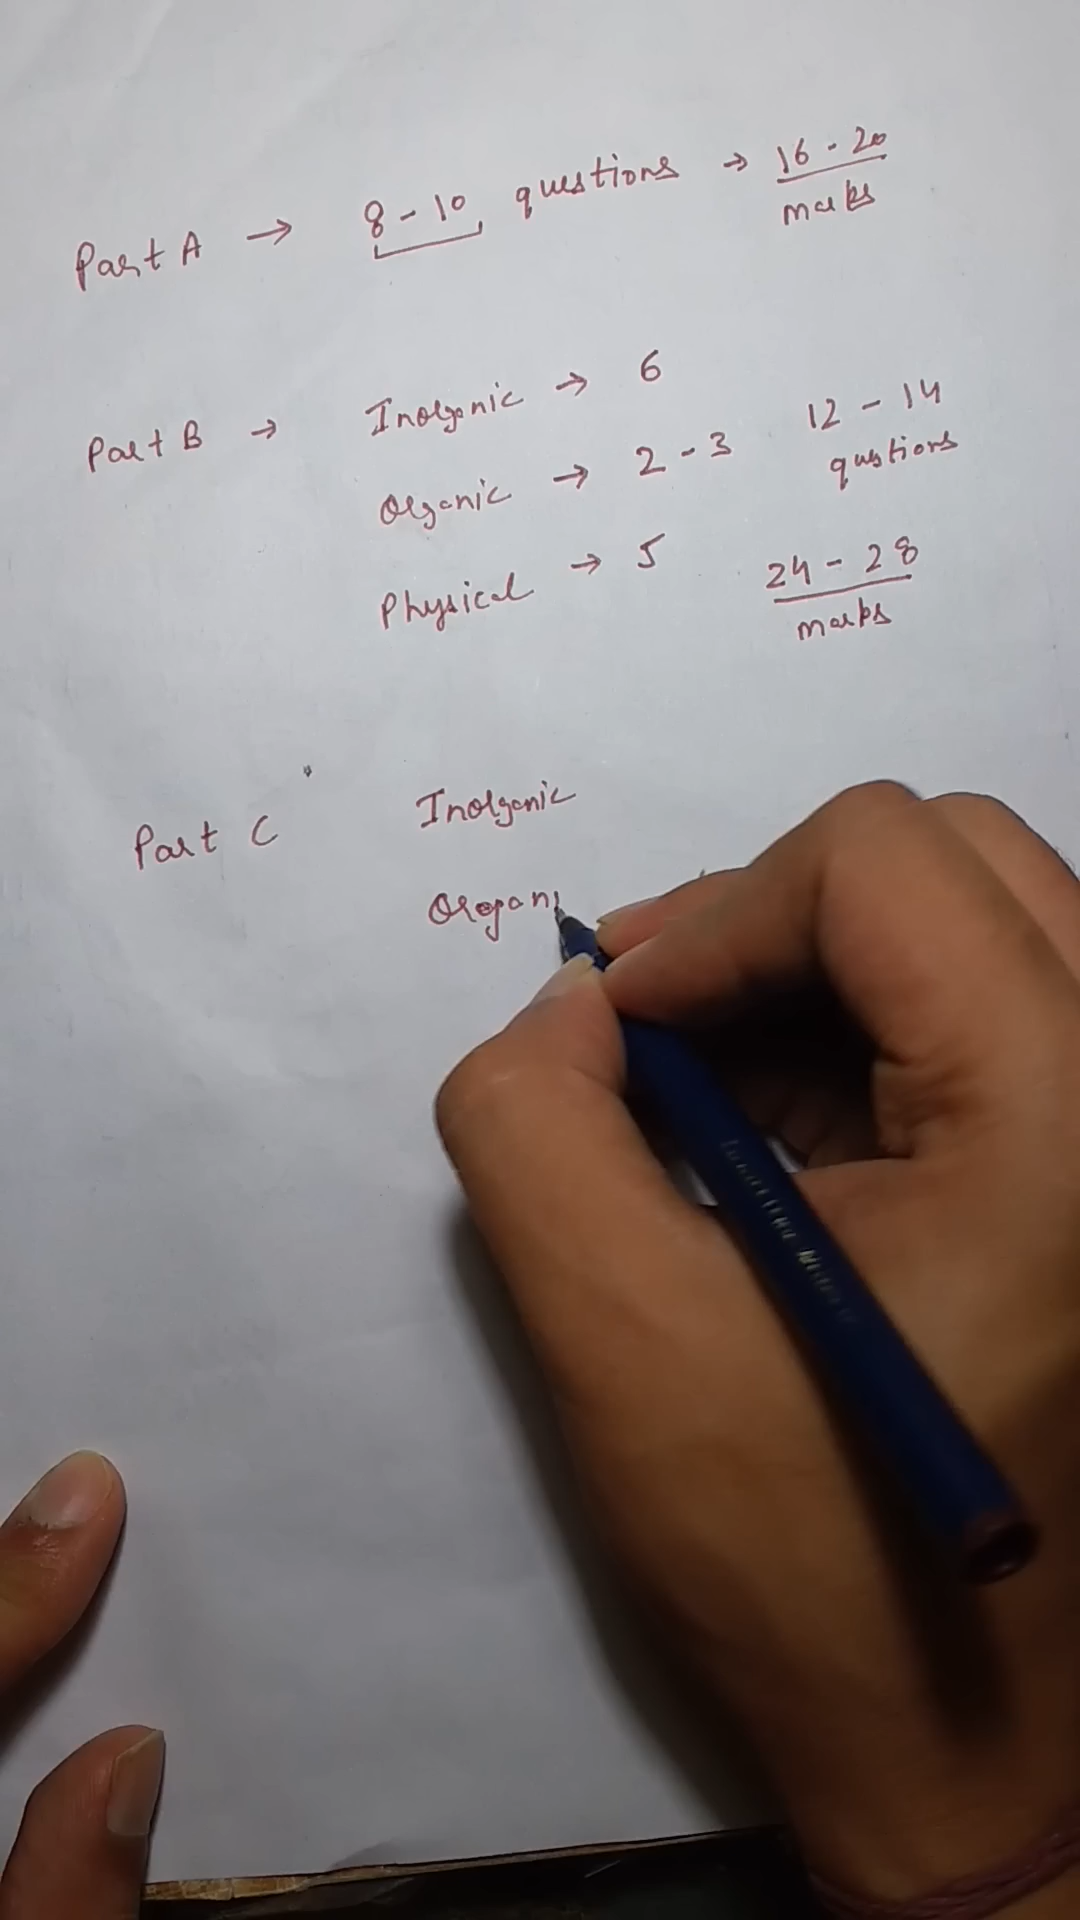 Part A → 8 - 10 questions → 16 - 20
marks
Part B → Inorganic → 6
Organic → 2 - 3
Physical → 5
12 - 14
questions
24 - 28
marks
Part C
Inorganic
Organi